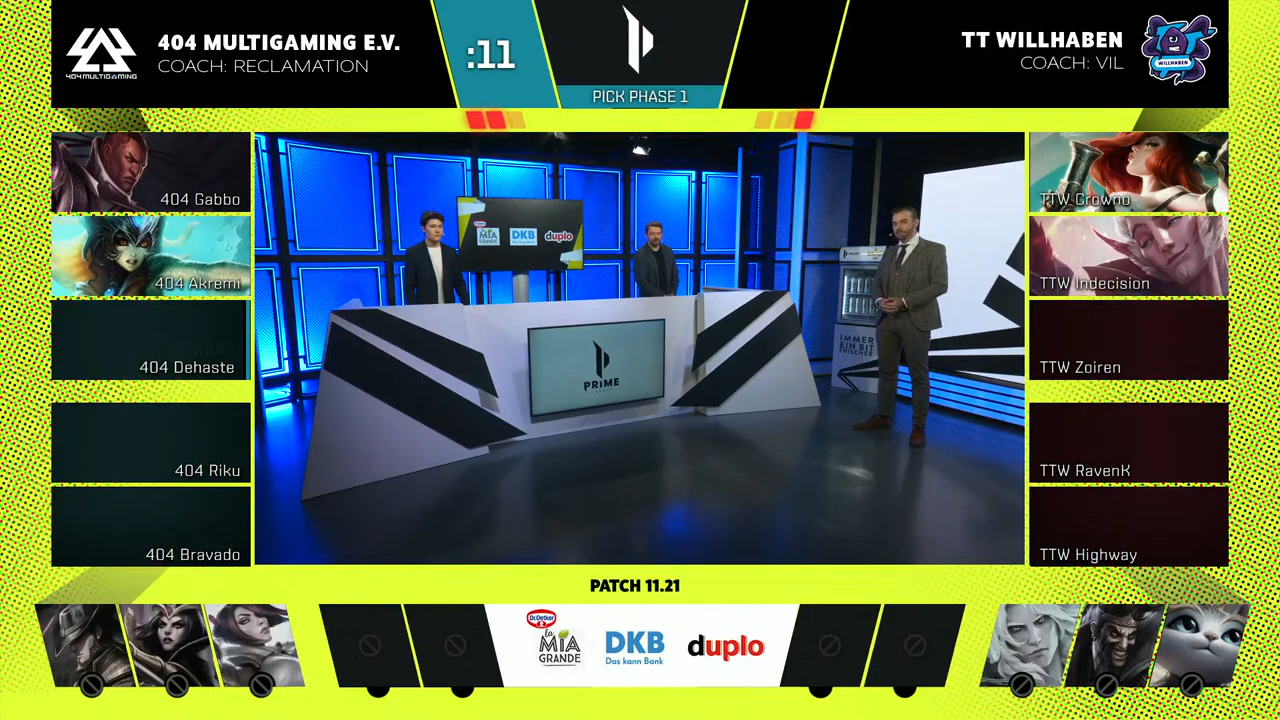 404 MULTIGAMING E.V.
COACH: RECLAMATION
404 MULTIGAMING
:11
PICK PHASE 1
TT WILLHABEN
COACH: VIL
WILLHABEN
404 Gabbo
404 Akremi
404 Dehaste
404 Riku
404 Bravado
MIA
GRANDE
DKB
duplo
PRIME
IMMER
EIN BIT
FRISCHER
TTW Crowno
TTW Indecision
TTW Zoiren
TTW RavenK
TTW Highway
PATCH 11.21
Dr.Oetker
la
MIA
GRANDE
DKB
Das kann Bank
duplo